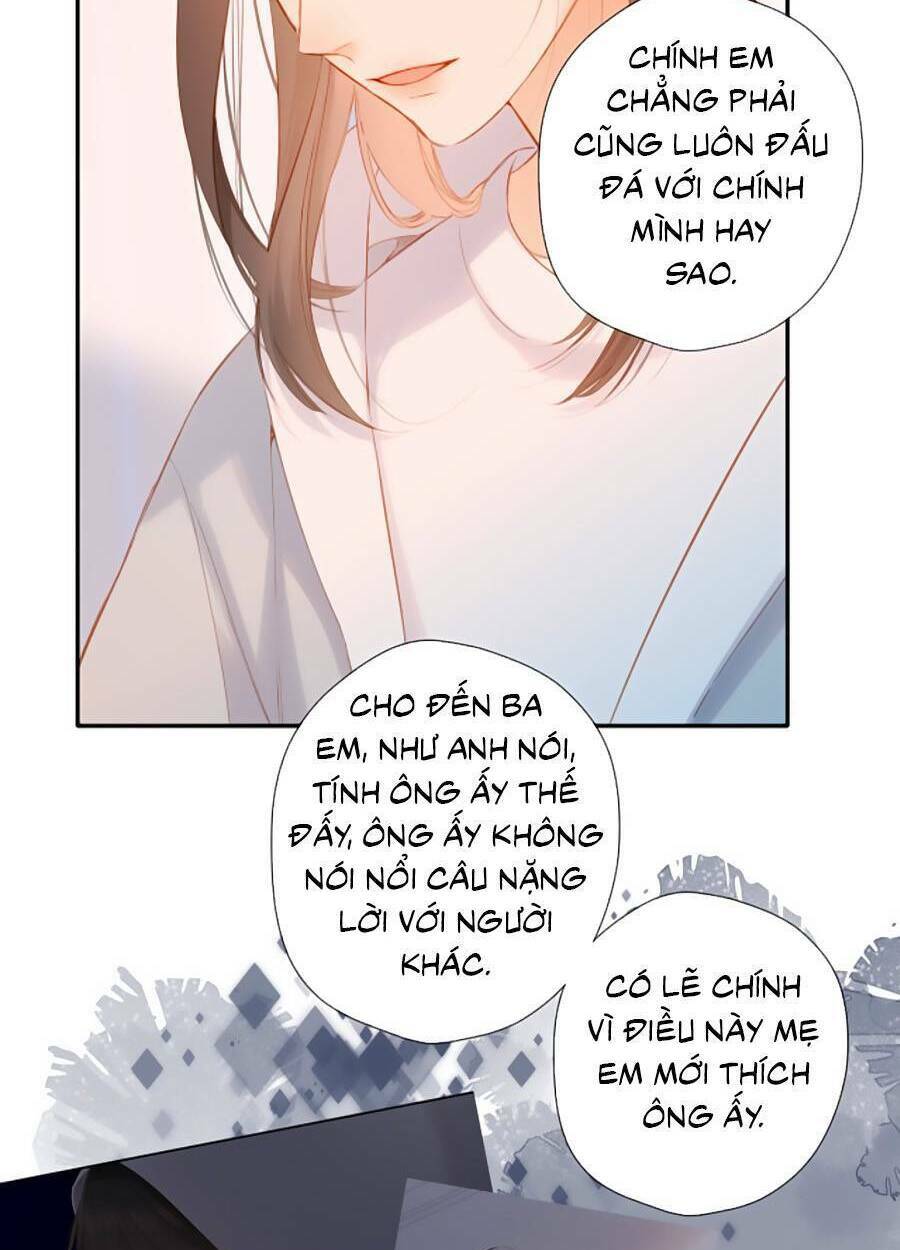 CHÍNH EM
CHẲNG PHẢI
CŨNG LUÔN ĐẤU
ĐÁ VỚI CHÍNH
MÌNH HAY
SAO.
CHO ĐẾN BA
EM, NHƯ ANH NÓI,
TÍNH ÔNG ẤY THẾ
ĐẤY, ÔNG ẤY KHÔNG
NÓI NỔI CÂU NẶNG
LỜI VỚI NGƯỜI
KHÁC.
CÓ LẼ CHÍNH
VÌ ĐIỀU NÀY MẸ
EM MỚI THÍCH
ÔNG ẤY.